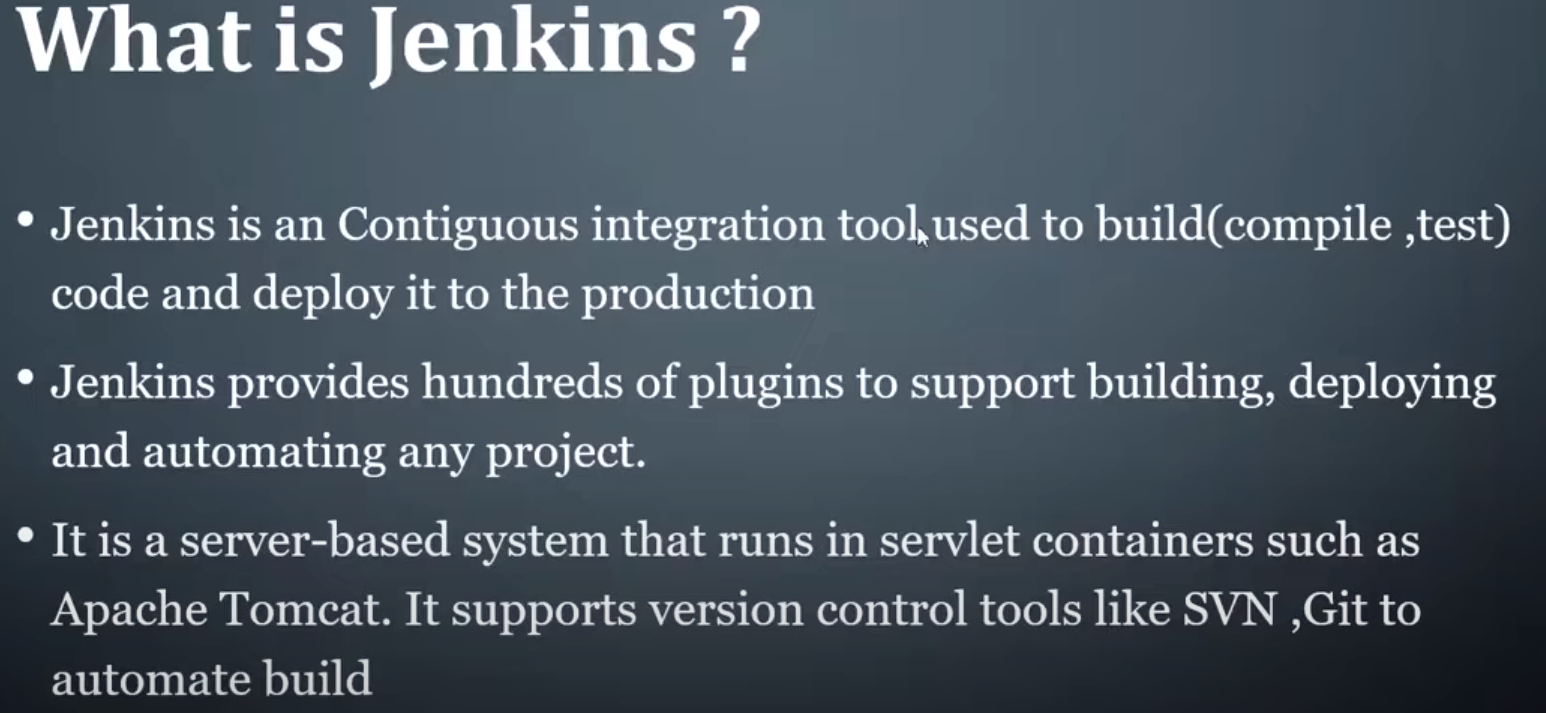 What is Jenkins ?
• Jenkins is an Contiguous integration tool used to build(compile ,test)
code and deploy it to the production
• Jenkins provides hundreds of plugins to support building, deploying
and automating any project.
• It is a server-based system that runs in servlet containers such as
Apache Tomcat. It supports version control tools like SVN ,Git to
automate build